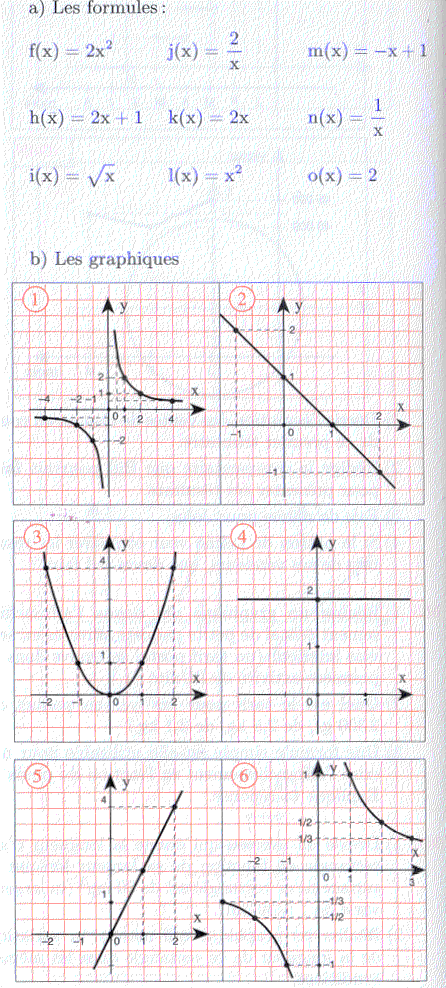 a) Les formules :
f(x) = 2x² j(x) = 2/x m(x) = −x + 1
h(x) = 2x + 1 k(x) = 2x n(x) = 1/x
i(x) = √x l(x) = x² o(x) = 2
b) Les graphiques
1 y 2 y
2 2
1 1
-4 -2 -1 x x
0 1 2 4 -1 0 1 2
-2 -1
3 y 4 y
4 2
1 1
x x
-2 -1 0 1 2 0 1
5 y 6 y
4 1
1/2
1/3
1 -2 -1 x
x 0 1 3
-2 -1 0 1 2 -1/3
-1/2
-1